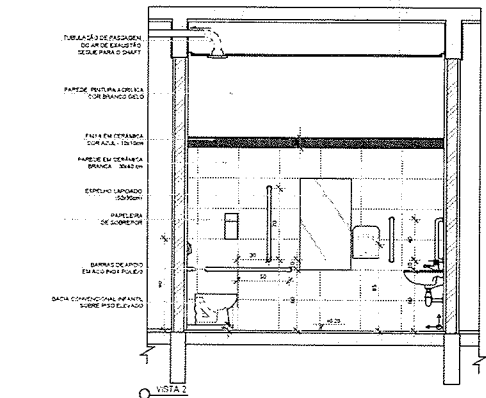 TUBULAÇÃO DE PASSAGEM
DO AR DE EXAUSTÃO
SEGUE PARA O SHAFT
PAREDE PINTURA ACRÍLICA
COR BRANCO GELO
FAIXA EM CERÂMICA
COR AZUL - 10x10cm
PAREDE EM CERÂMICA
BRANCA - 30x40 cm
ESPELHO LAPIDADO
PAPELEIRA
DE SOBREPOR
BARRAS DE APOIO
EM AÇO INOX POLIDO
BACIA CONVENCIONAL INFANTIL
SOBRE PISO ELEVADO
70
30
50
VISTA 2